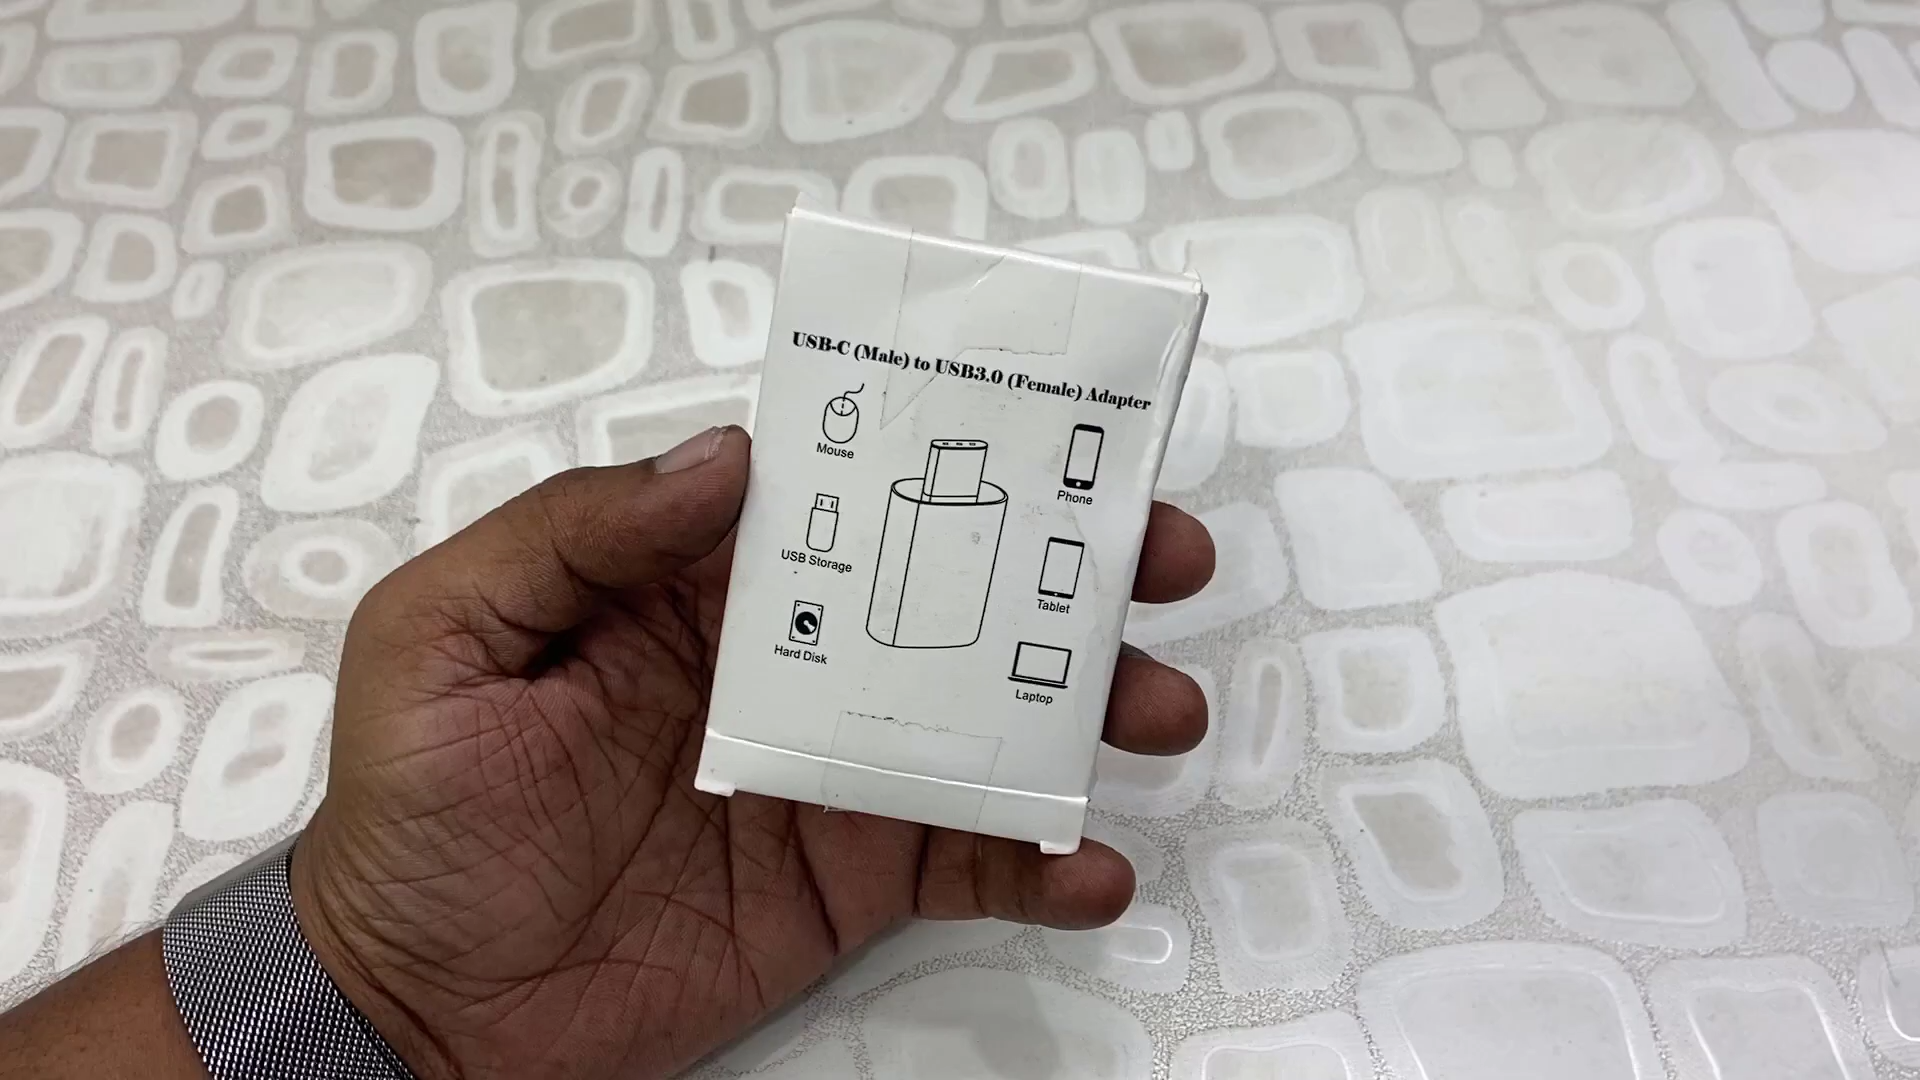 USB-C (Male) to USB3.0 (Female) Adapter
Mouse
Phone
USB Storage
Tablet
Hard Disk
Laptop